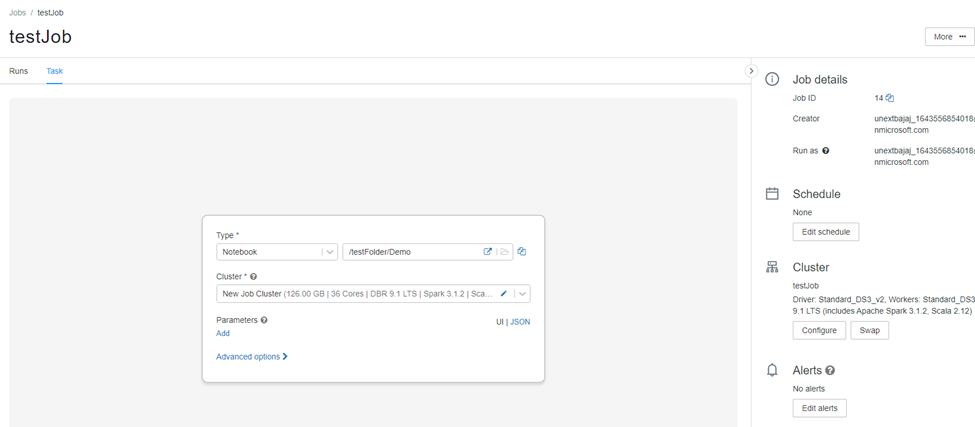 Jobs / testJob
testJob
More ···
Runs Task
Type *
Notebook /testFolder/Demo
Cluster *
New Job Cluster (126.00 GB | 36 Cores | DBR 9.1 LTS | Spark 3.1.2 | Sca...
Parameters UI | JSON
Add
Advanced options
Job details
Job ID 14
Creator unextbajaj_1643556854018@
nmicrosoft.com
Run as unextbajaj_1643556854018@
nmicrosoft.com
Schedule
None
Edit schedule
Cluster
testJob
Driver: Standard_DS3_v2, Workers: Standard_DS3
9.1 LTS (includes Apache Spark 3.1.2, Scala 2.12)
Configure Swap
Alerts
No alerts
Edit alerts